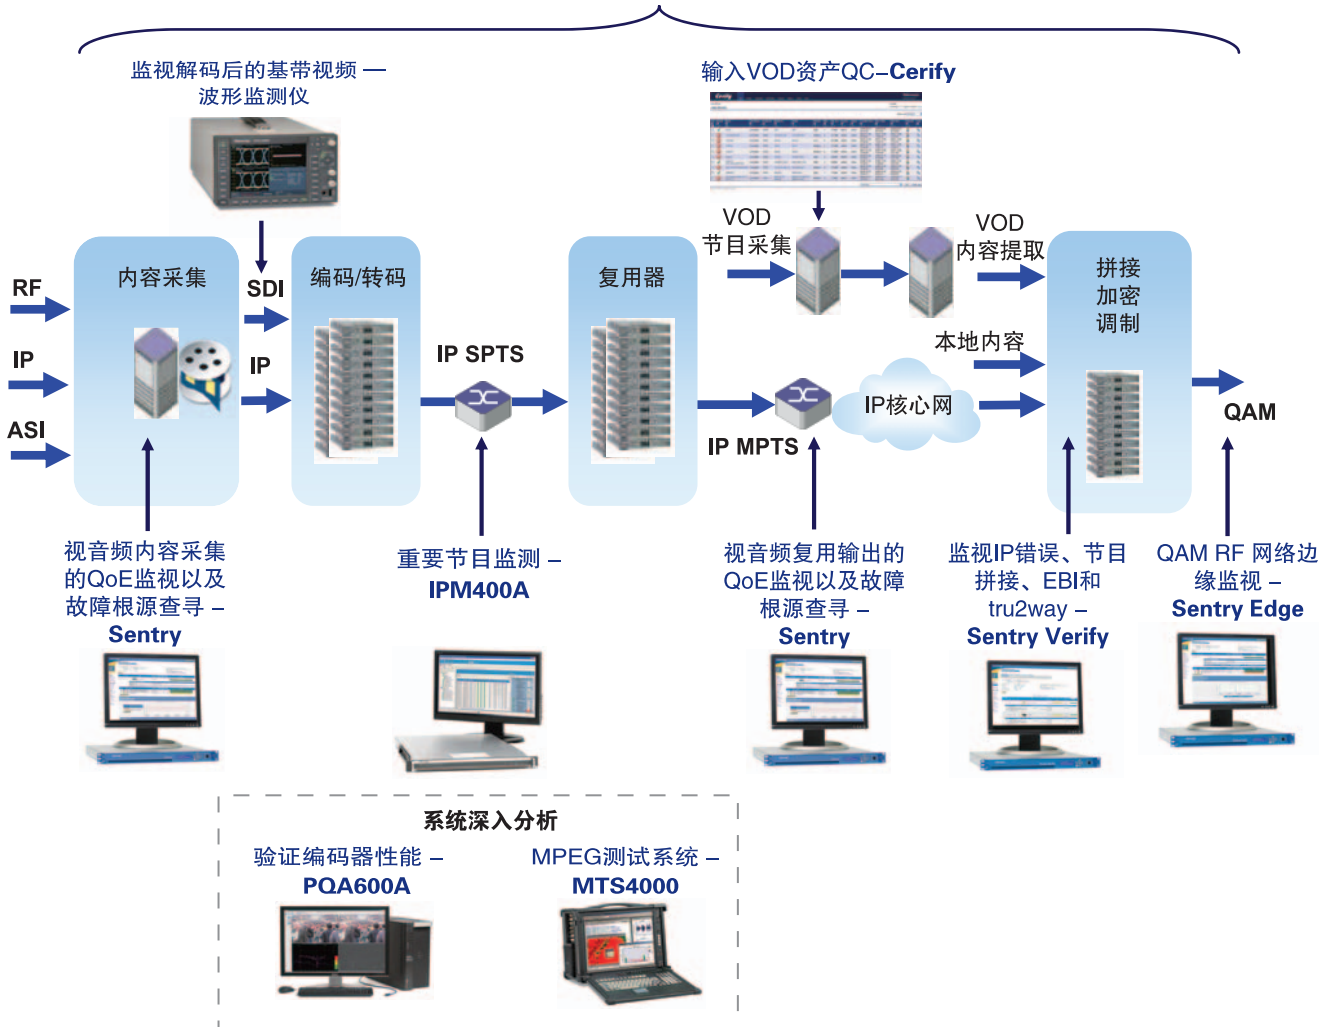 监视解码后的基带视频 —
波形监测仪
输入VOD资产QC–Cerify
VOD
节目采集
VOD
内容提取
内容采集
SDI
编码/转码
复用器
拼接
加密
调制
RF
IP
ASI
IP
IP SPTS
本地内容
IP核心网
IP MPTS
QAM
视音频内容采集
的QoE监视以及
故障根源查寻 –
Sentry
重要节目监测 –
IPM400A
视音频复用输出的
QoE监视以及故障
根源查寻 –
Sentry
监视IP错误、节目
拼接、EBI和
tru2way –
Sentry Verify
QAM RF 网络边
缘监视 –
Sentry Edge
系统深入分析
验证编码器性能 –
PQA600A
MPEG测试系统 –
MTS4000